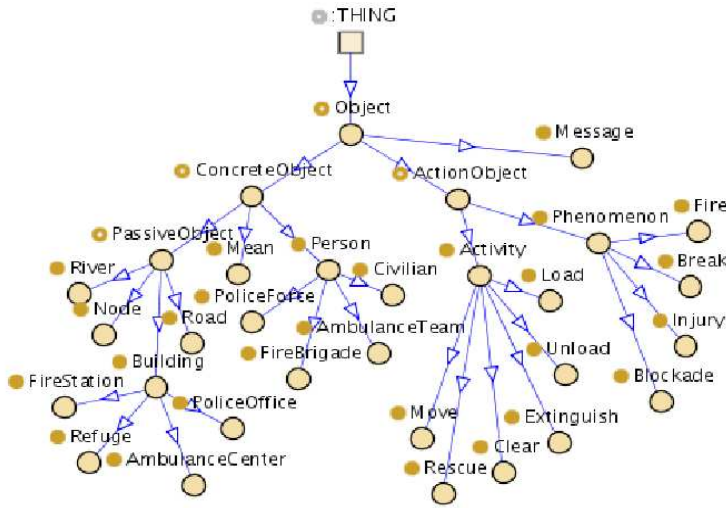 :THING
Object
Message
ConcreteObject
ActionObject
Fire
Phenomenon
PassiveObject
Mean
Person
Activity
Break
River
Civilian
Load
Node
Road
PoliceForce
Injury
AmbulanceTeam
FireBrigade
Unload
Building
Blockade
FireStation
PoliceOffice
Move
Extinguish
Refuge
Clear
AmbulanceCenter
Rescue